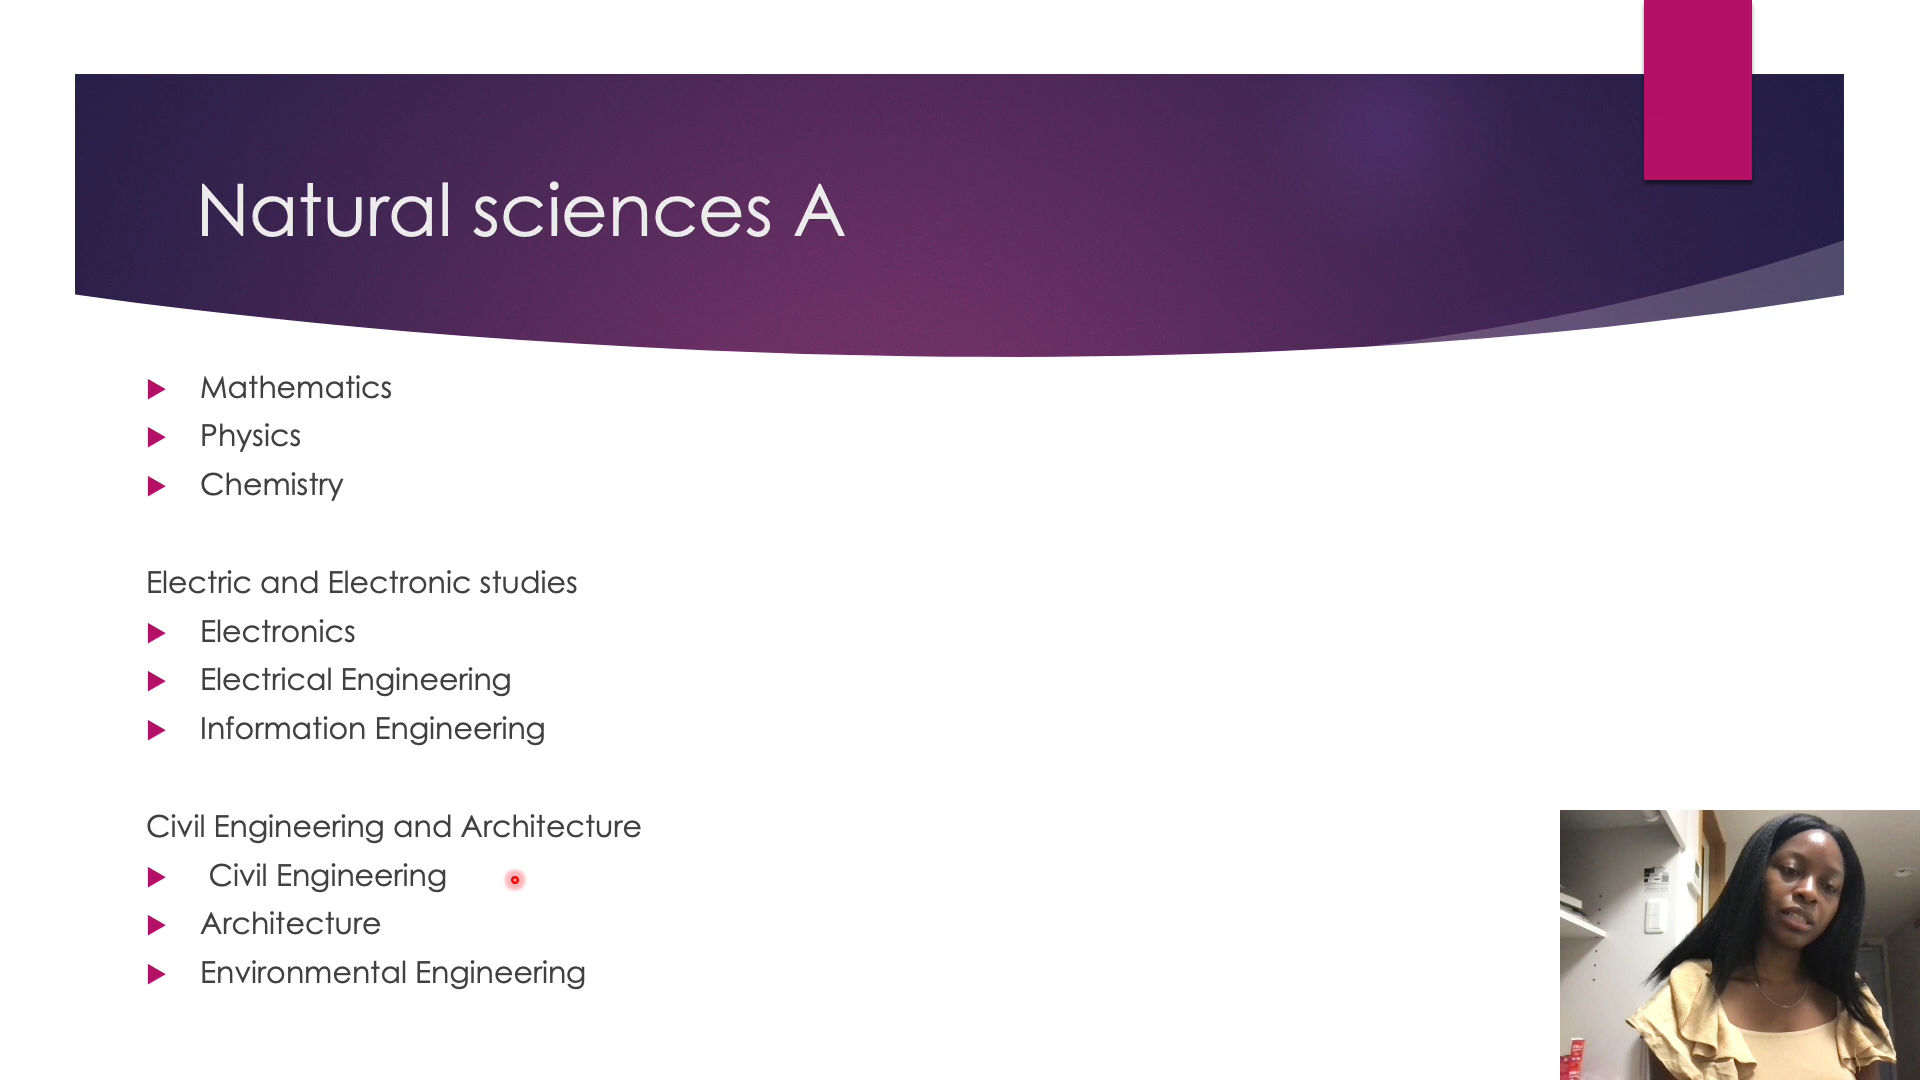 Natural sciences A
Mathematics
Physics
Chemistry
Electric and Electronic studies
Electronics
Electrical Engineering
Information Engineering
Civil Engineering and Architecture
Civil Engineering
Architecture
Environmental Engineering